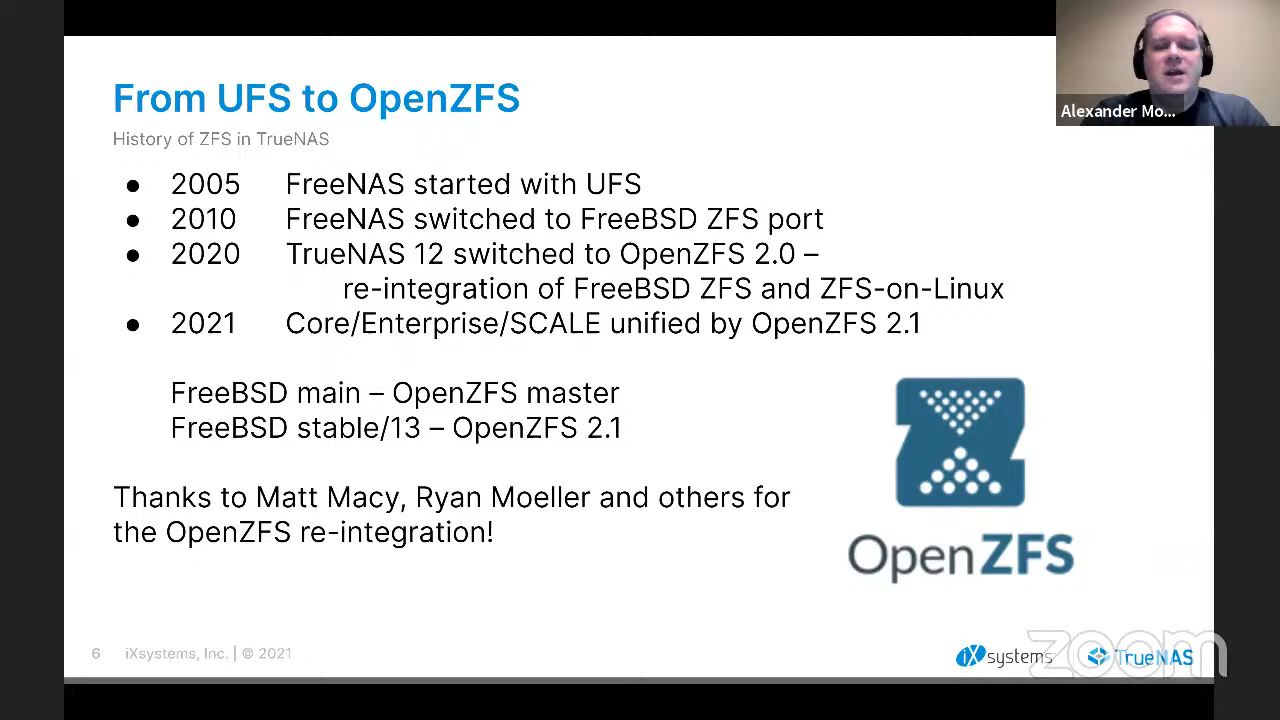 From UFS to OpenZFS
History of ZFS in TrueNAS
Alexander Mo...
● 2005 FreeNAS started with UFS
● 2010 FreeNAS switched to FreeBSD ZFS port
● 2020 TrueNAS 12 switched to OpenZFS 2.0 –
re-integration of FreeBSD ZFS and ZFS-on-Linux
● 2021 Core/Enterprise/SCALE unified by OpenZFS 2.1
FreeBSD main – OpenZFS master
FreeBSD stable/13 – OpenZFS 2.1
Thanks to Matt Macy, Ryan Moeller and others for
the OpenZFS re-integration!
OpenZFS
6 iXsystems, Inc. | © 2021
iXsystems
TrueNAS
zoom